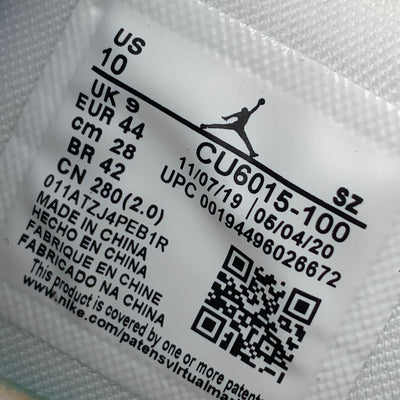 US
10
UK 9
EUR 44
cm 28
BR 42
CN 280(2.0)
SZ
CU6015-100
11/07/19 | 05/04/20
UPC 00194496026672
011ATZJ4PEB1R
MADE IN CHINA
HECHO EN CHINA
FABRIQUE EN CHINE
FABRICADO NA CHINA
This product is covered by one or more patent
www.nike.com/patensvirtualmar